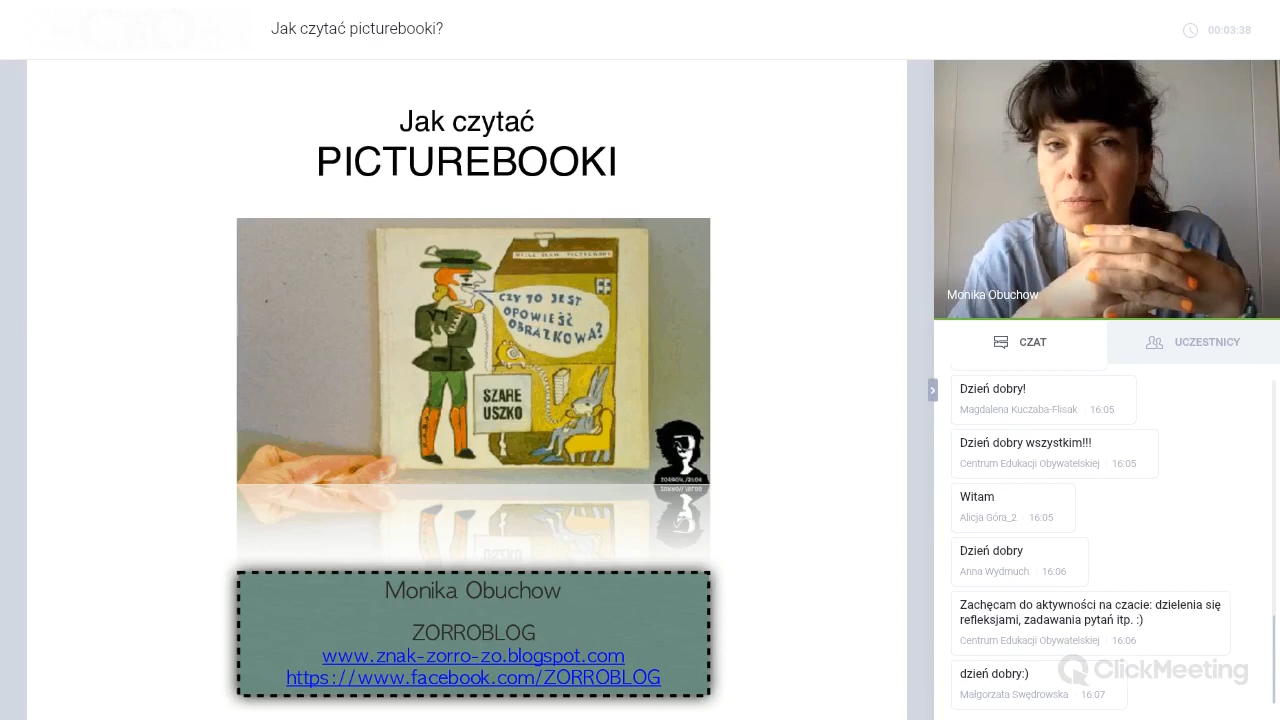 Jak czytać picturebooki?
00:03:38
Jak czytać
PICTUREBOOKI
CZY TO JEST
OPOWIEŚĆ
OBRAZKOWA?
SZARE
USZKO
Monika Obuchow
ZORROBLOG
www.znak-zorro-zo.blogspot.com
https://www.facebook.com/ZORROBLOG
Monika Obuchow
CZAT
UCZESTNICY
Dzień dobry!
Magdalena Kuczaba-Flisak 16:05
Dzień dobry wszystkim!!!
Centrum Edukacji Obywatelskiej 16:05
Witam
Alicja Góra_2 16:05
Dzień dobry
Anna Wydmuch 16:06
Zachęcam do aktywności na czacie: dzielenia się
refleksjami, zadawania pytań itp. :)
Centrum Edukacji Obywatelskiej 16:06
dzień dobry:)
Małgorzata Swędrowska 16:07
ClickMeeting